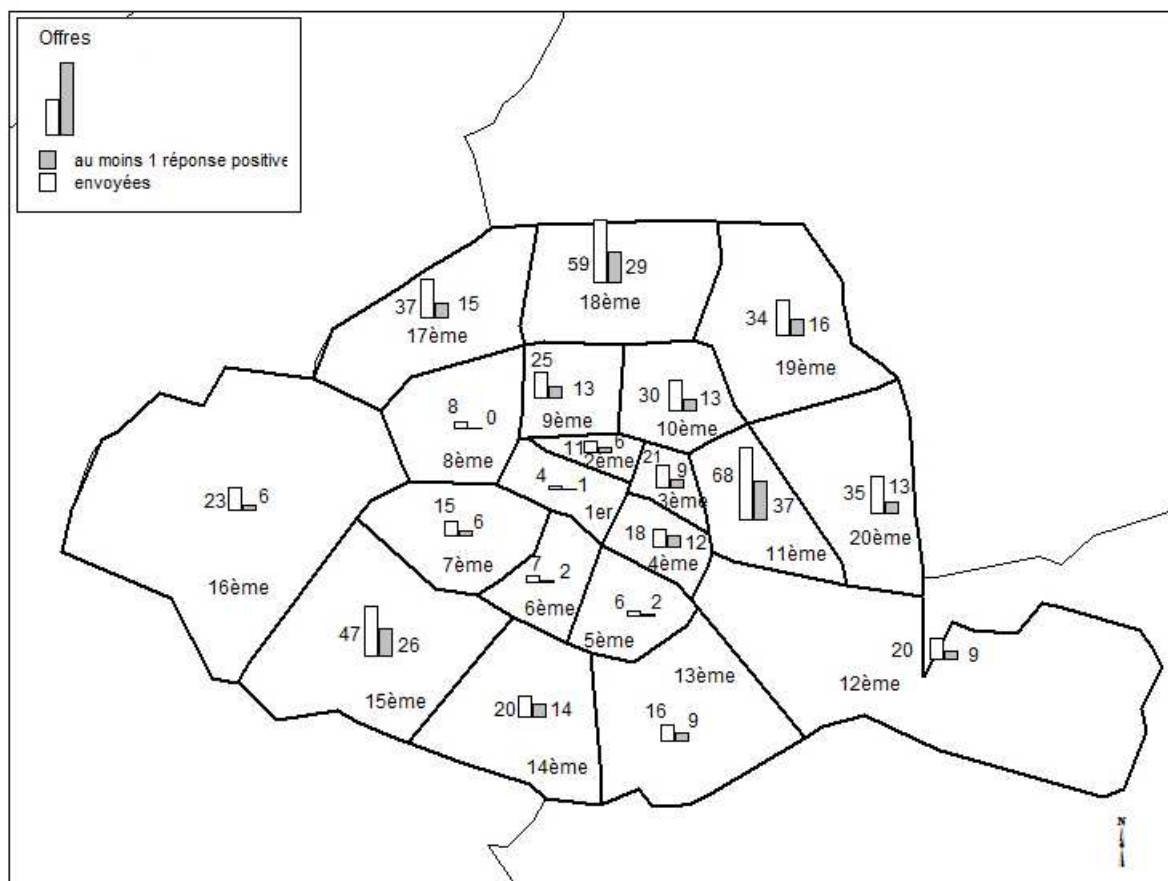 Offres
au moins 1 réponse positive
envoyées
59 29
18ème
37 15
17ème
34 16
19ème
25
13
9ème
30 13
10ème
8 0
8ème
11 6
2ème
21
9
3ème
68
37
11ème
35 13
20ème
4 1
1er
23 6
16ème
15
6
7ème
18 12
4ème
7
2
6ème
6 2
5ème
47
26
15ème
20 9
12ème
13ème
16
9
20 14
14ème
N